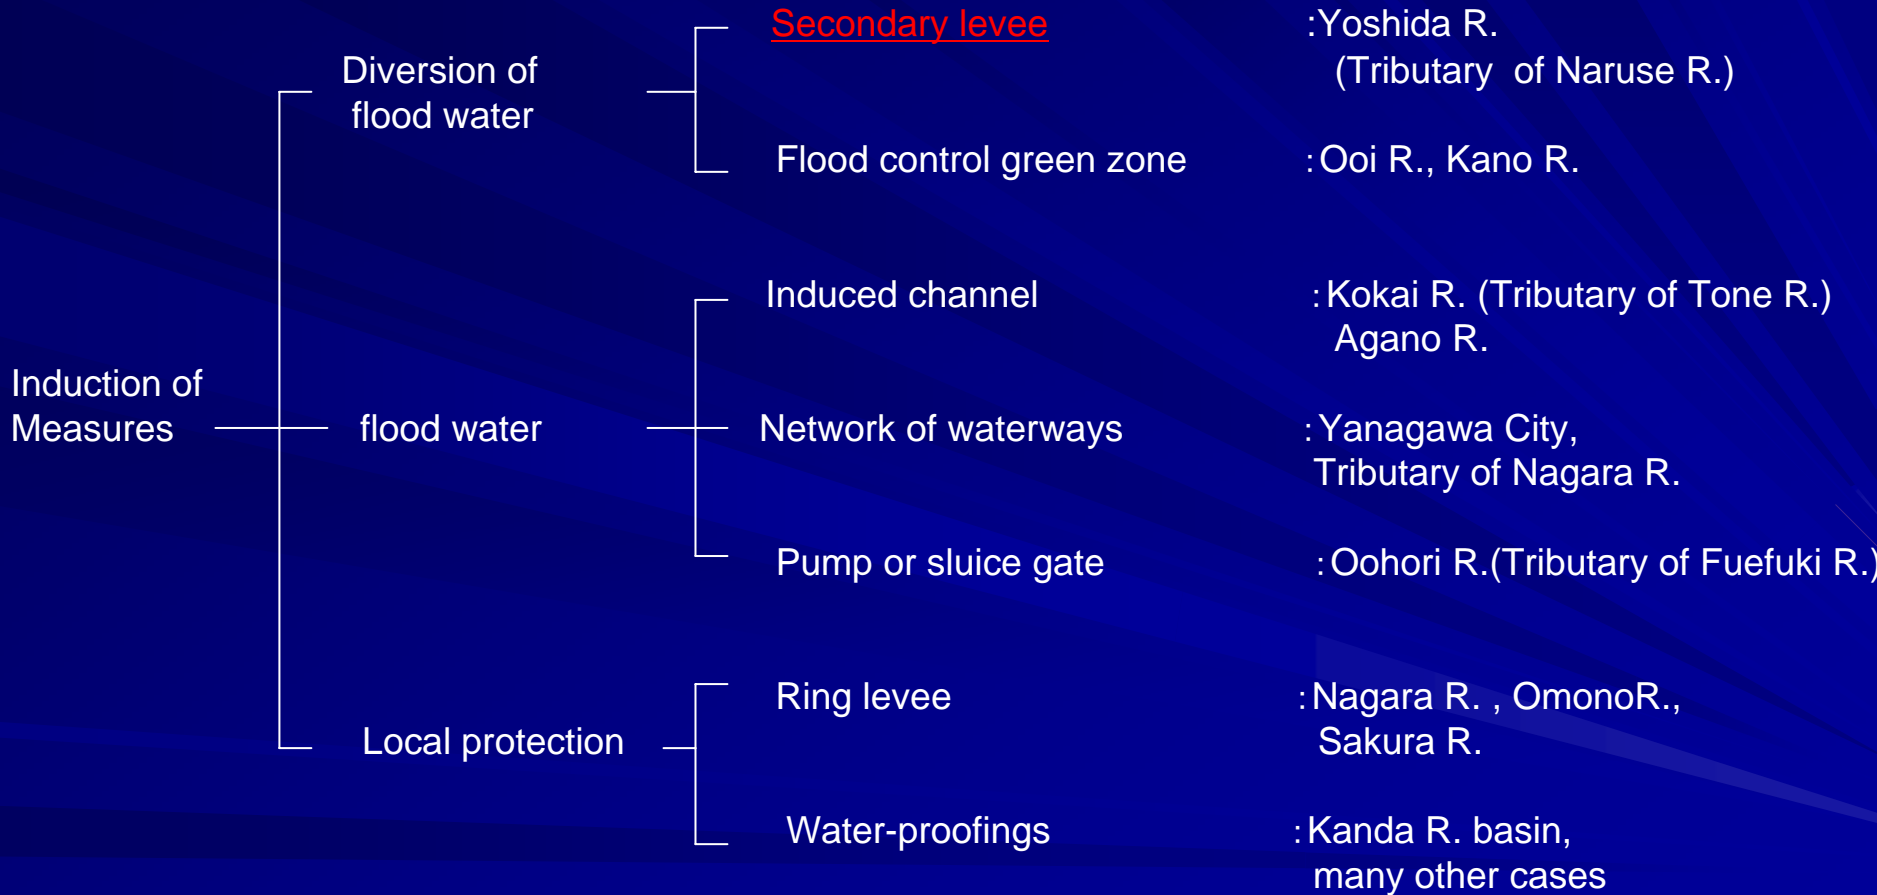 Secondary levee :Yoshida R.
Diversion of (Tributary of Naruse R.)
flood water
Flood control green zone :Ooi R., Kano R.
Induced channel :Kokai R. (Tributary of Tone R.)
Agano R.
Induction of
Measures flood water Network of waterways :Yanagawa City,
Tributary of Nagara R.
Pump or sluice gate :Oohori R.(Tributary of Fuefuki R.)
Ring levee :Nagara R. , OmonoR.,
Local protection Sakura R.
Water-proofings :Kanda R. basin,
many other cases